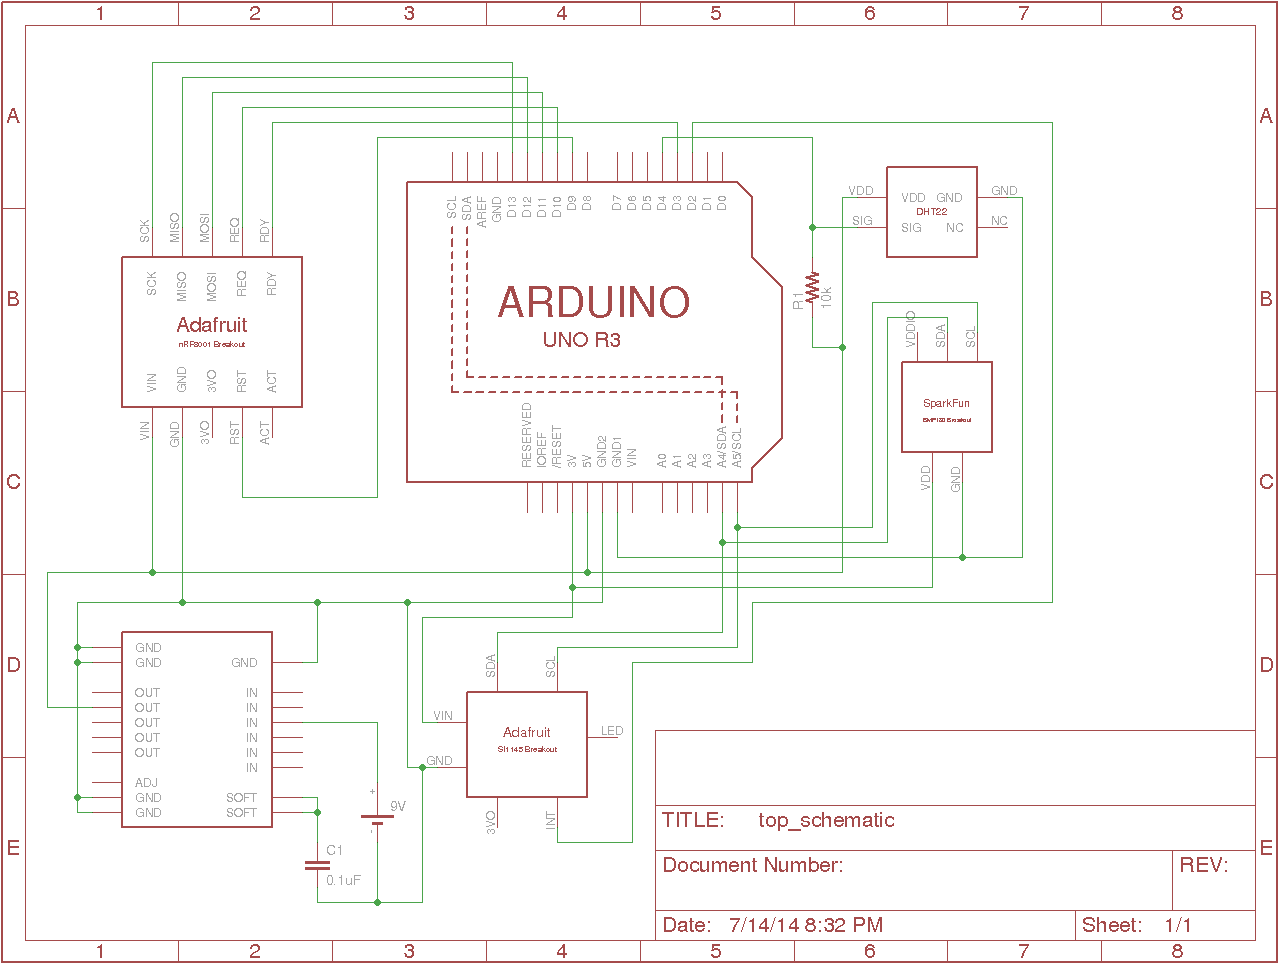 1 2 3 4 5 6 7 8
A A
B B
C C
D D
E E
SCK MISO MOSI REQ RDY
SCK MISO MOSI REQ RDY
Adafruit
nRF8001 Breakout
VIN GND 3VO RST ACT
VIN GND 3VO RST ACT
SCL SDA AREF GND D13 D12 D11 D10 D9 D8 D7 D6 D5 D4 D3 D2 D1 D0
ARDUINO
UNO R3
RESERVED IOREF /RESET 3V 5V GND2 GND1 VIN A0 A1 A2 A3 A4/SDA A5/SCL
VDD VDD GND GND
DHT22
SIG SIG NC NC
R1
10k
VDDIO SDA SCL
SparkFun
BMP180 Breakout
VDD GND
GND
GND GND
OUT IN
OUT IN
OUT IN
OUT IN
OUT IN
IN
ADJ
GND SOFT
GND SOFT
+
9V
-
C1
0.1uF
SDA SCL
VIN
Adafruit
SI1145 Breakout
LED
GND
3VO INT
TITLE: top_schematic
Document Number:
REV:
Date: 7/14/14 8:32 PM
Sheet: 1/1
1 2 3 4 5 6 7 8